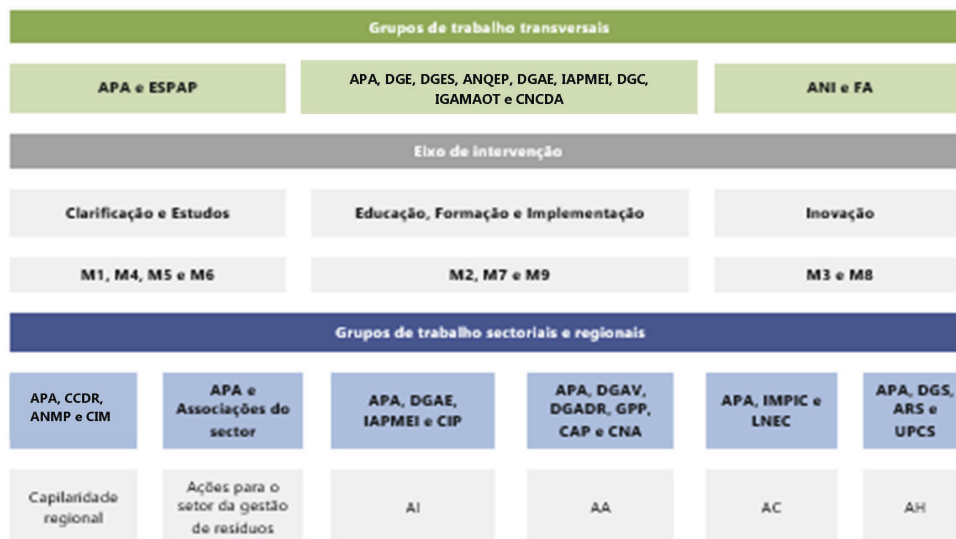 Grupos de trabalho transversais
APA e ESPAP
APA, DGE, DGES, ANQEP, DGAE, IAPMEI, DGC,
IGAMAOT e CNCDA
ANI e FA
Eixo de intervenção
Clarificação e Estudos
Educação, Formação e Implementação
Inovação
M1, M4, M5 e M6
M2, M7 e M9
M3 e M8
Grupos de trabalho sectoriais e regionais
APA, CCDR,
ANMP e CIM
APA e
Associações do
sector
APA, DGAE,
IAPMEI e CIP
APA, DGAV,
DGADR, GPP,
CAP e CNA
APA, IMPIC e
LNEC
APA, DGS,
ARS e
UPCS
Capilaridade
regional
Ações para o
setor da gestão
de resíduos
AI
AA
AC
AH